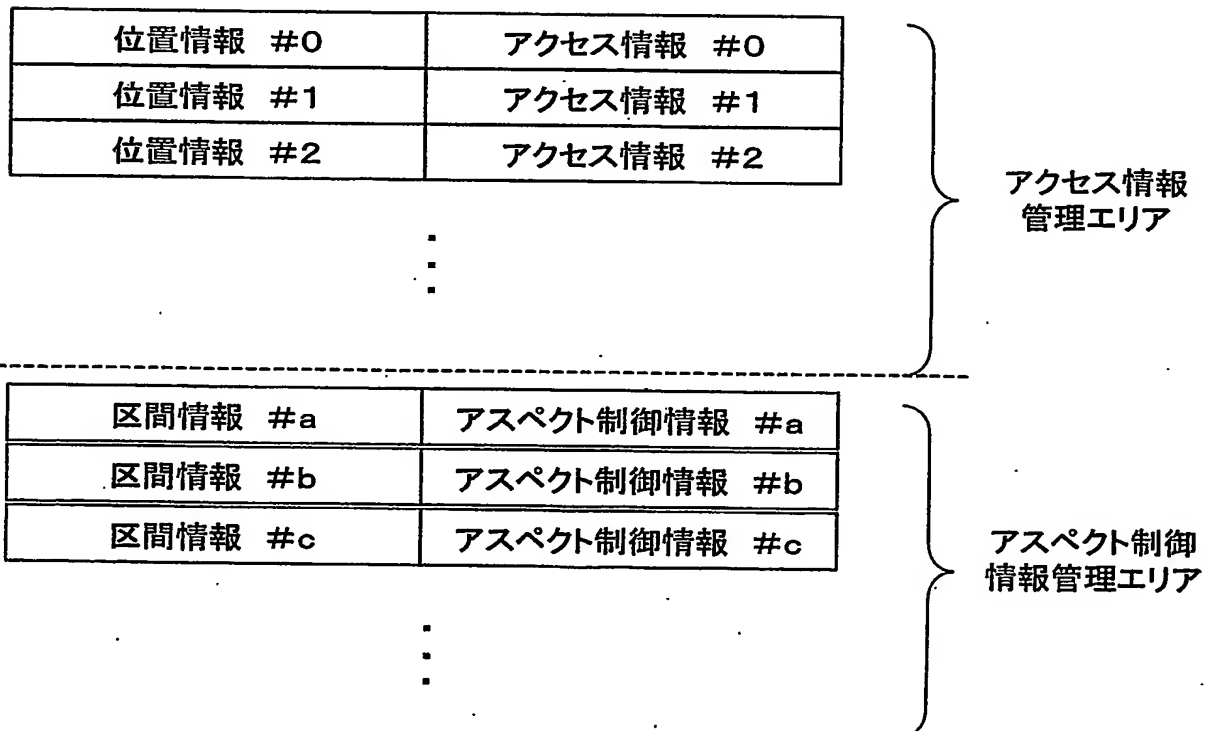 位置情報 #0 アクセス情報 #0
位置情報 #1 アクセス情報 #1
位置情報 #2 アクセス情報 #2
アクセス情報
管理エリア
区間情報 #a アスペクト制御情報 #a
区間情報 #b アスペクト制御情報 #b
区間情報 #c アスペクト制御情報 #c
アスペクト制御
情報管理エリア